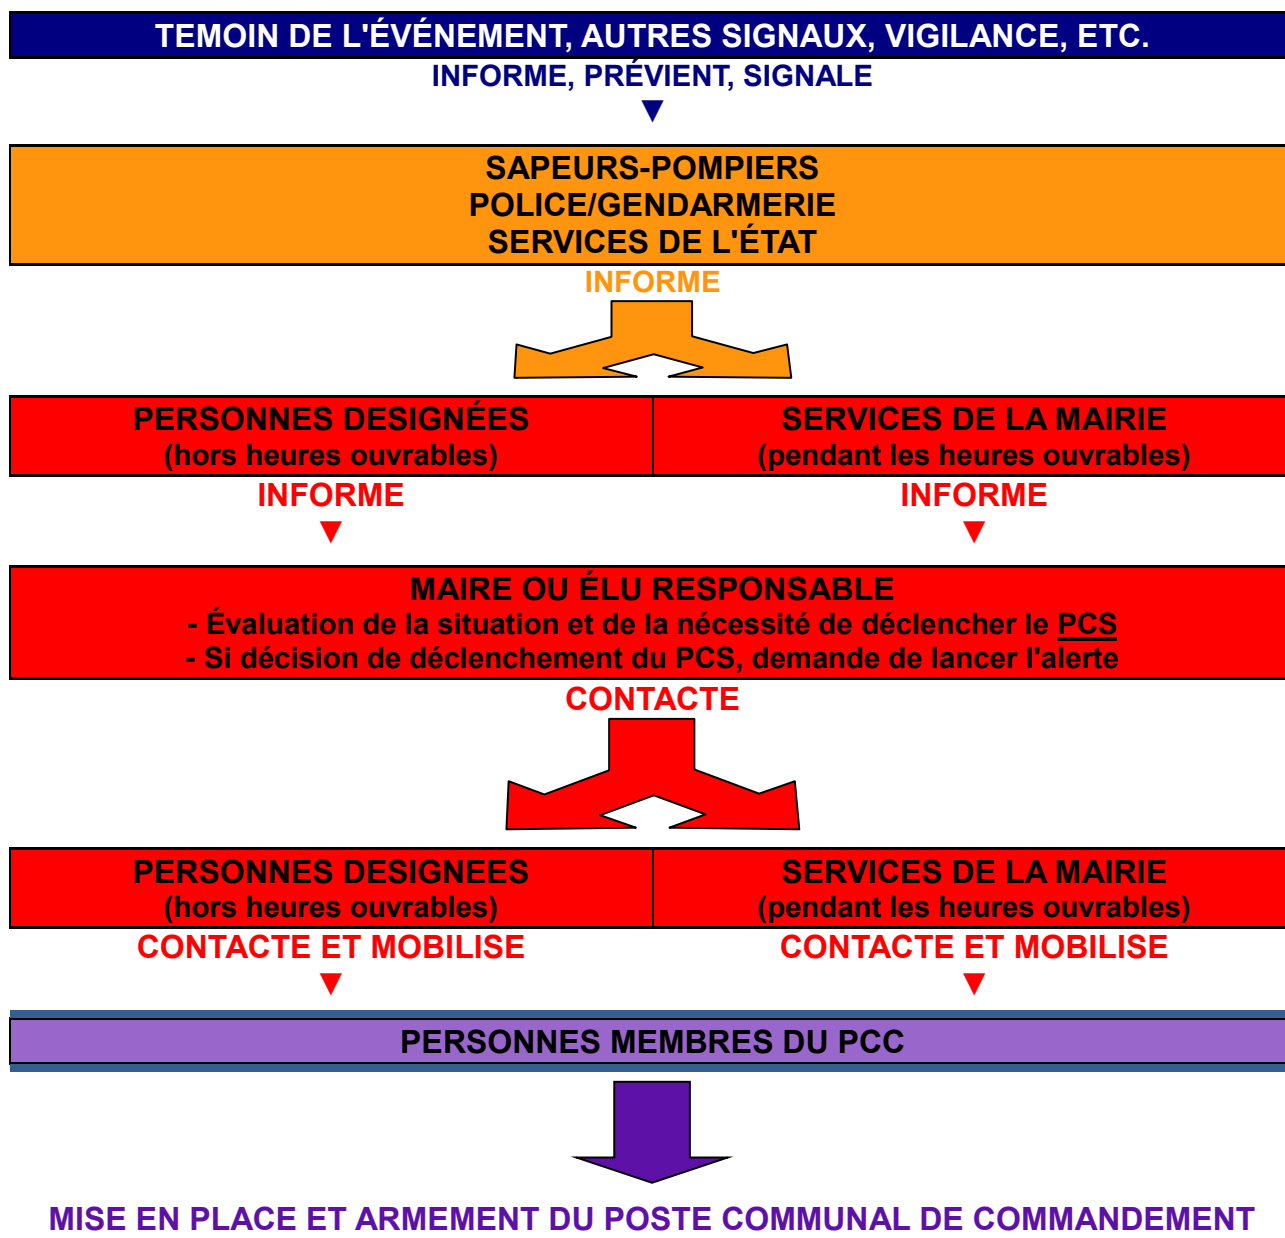 TEMOIN DE L'ÉVÉNEMENT, AUTRES SIGNAUX, VIGILANCE, ETC.
INFORME, PRÉVIENT, SIGNALE
SAPEURS-POMPIERS
POLICE/GENDARMERIE
SERVICES DE L'ÉTAT
INFORME
PERSONNES DESIGNÉES
(hors heures ouvrables)
SERVICES DE LA MAIRIE
(pendant les heures ouvrables)
INFORME
INFORME
MAIRE OU ÉLU RESPONSABLE
- Évaluation de la situation et de la nécessité de déclencher le PCS
- Si décision de déclenchement du PCS, demande de lancer l'alerte
CONTACTE
PERSONNES DESIGNEES
(hors heures ouvrables)
SERVICES DE LA MAIRIE
(pendant les heures ouvrables)
CONTACTE ET MOBILISE
CONTACTE ET MOBILISE
PERSONNES MEMBRES DU PCC
MISE EN PLACE ET ARMEMENT DU POSTE COMMUNAL DE COMMANDEMENT